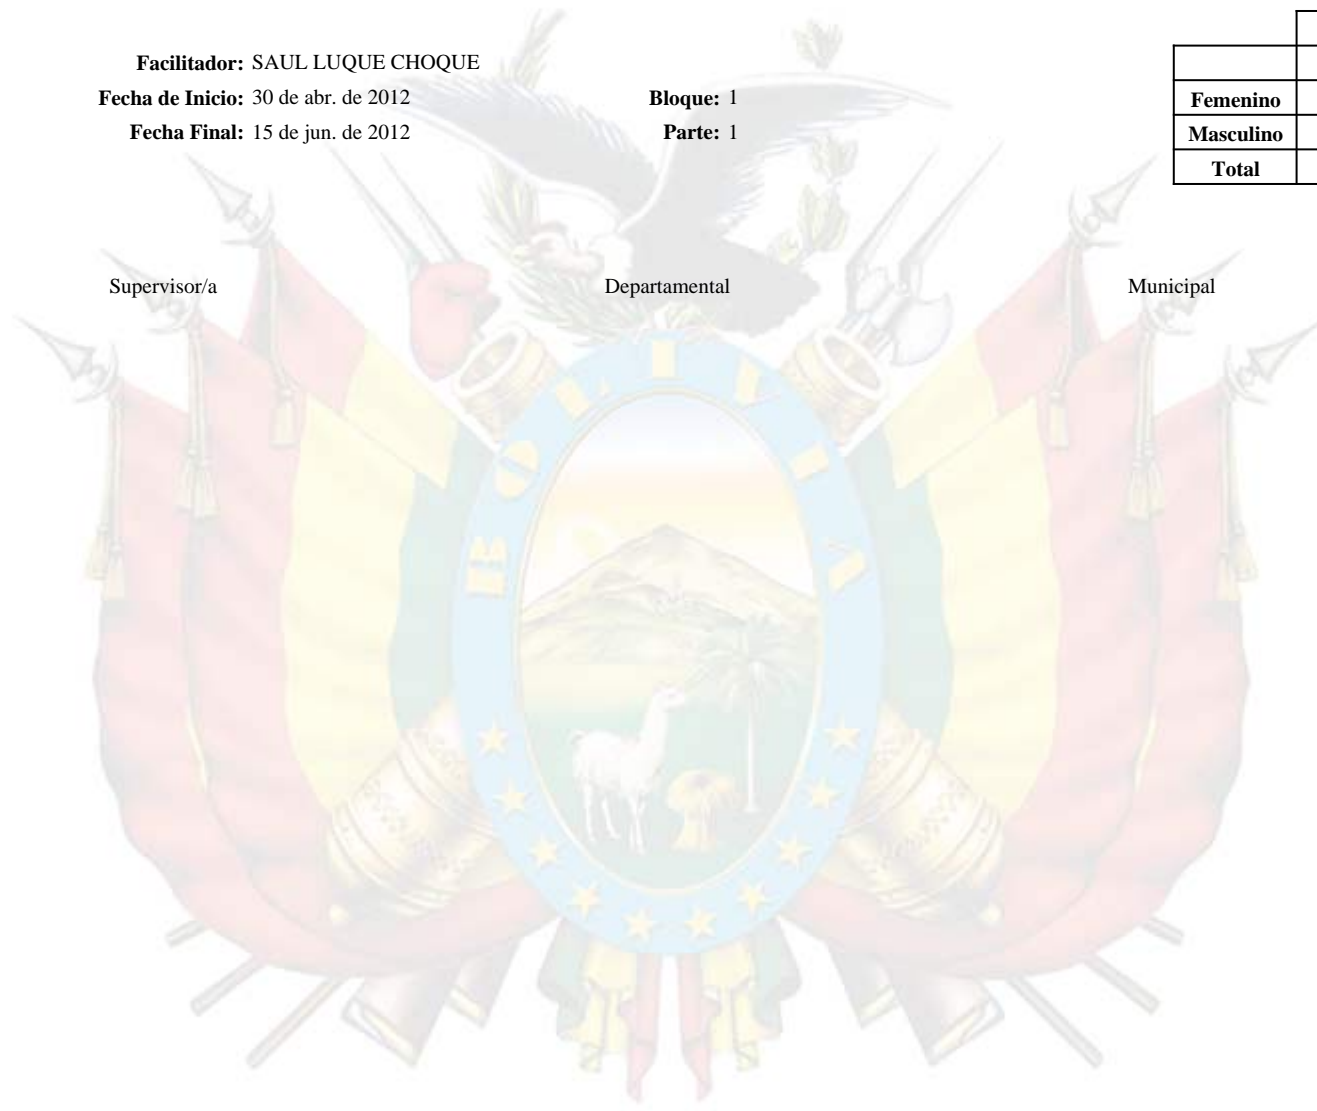 Facilitador: SAUL LUQUE CHOQUE
Fecha de Inicio: 30 de abr. de 2012 Bloque: 1
Fecha Final: 15 de jun. de 2012 Parte: 1
Femenino
Masculino
Total
Supervisor/a Departamental Municipal
BOLIVIA